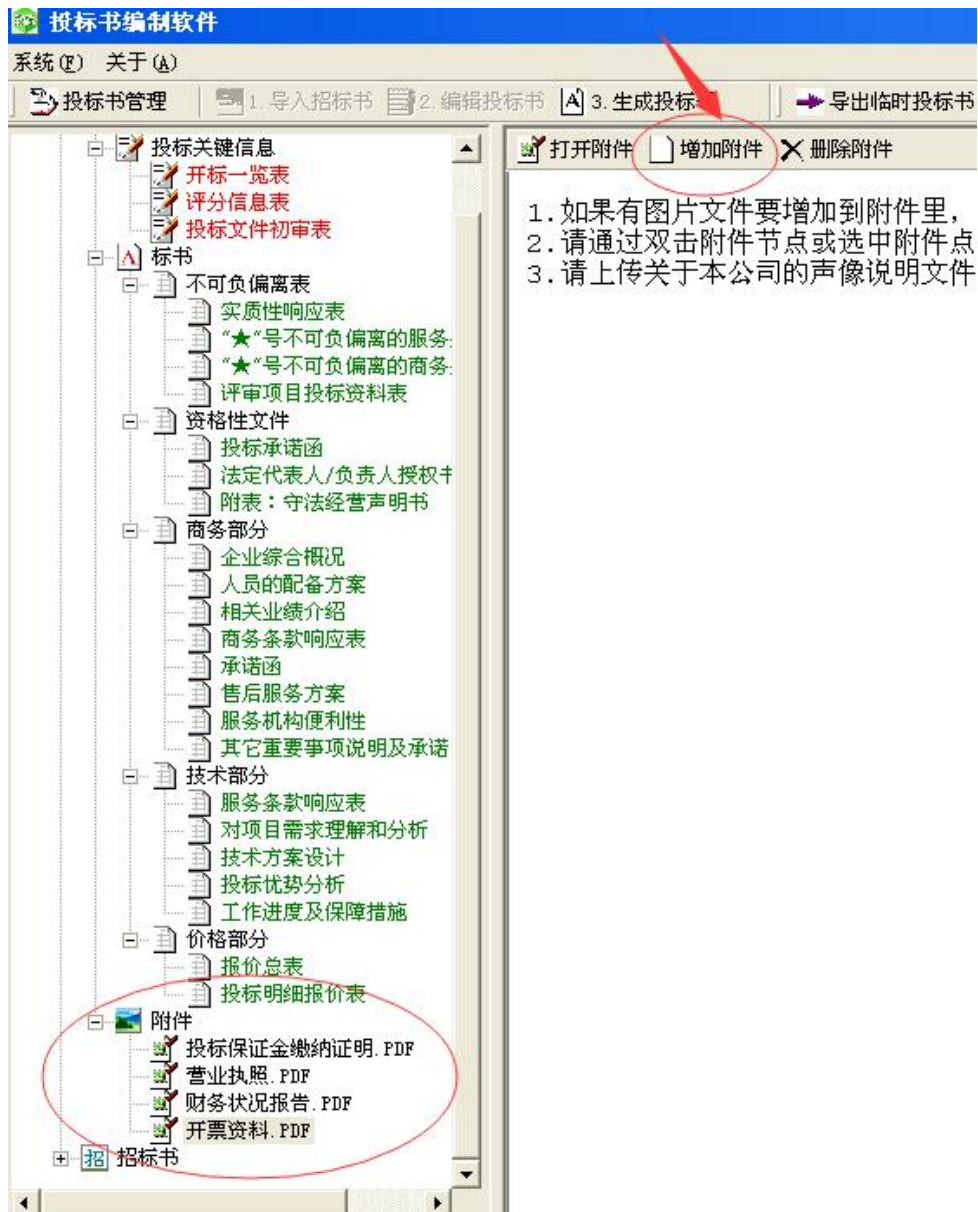 投标书编制软件
系统(F) 关于(A)
投标书管理 1.导入招标书 2.编辑投标书 3.生成投标 导出临时投标书
打开附件 增加附件 删除附件
1.如果有图片文件要增加到附件里，
2.请通过双击附件节点或选中附件点
3.请上传关于本公司的声像说明文件
投标关键信息
开标一览表
评分信息表
投标文件初审表
标书
不可负偏离表
实质性响应表
“★”号不可负偏离的服务
“★”号不可负偏离的商务
评审项目投标资料表
资格性文件
投标承诺函
法定代表人/负责人授权
附表：守法经营声明书
商务部分
企业综合概况
人员的配备方案
相关业绩介绍
商务条款响应表
承诺函
售后服务方案
服务机构便利性
其它重要事项说明及承诺
技术部分
服务条款响应表
对项目需求理解和分析
技术方案设计
投标优势分析
工作进度及保障措施
价格部分
报价总表
投标明细报价表
附件
投标保证金缴纳证明.PDF
营业执照.PDF
财务状况报告.PDF
开票资料.PDF
招 招标书